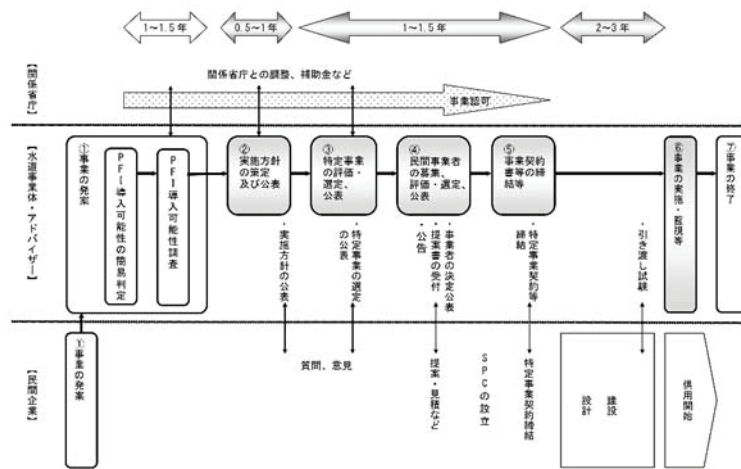 1～1.5年
0.5～1年
1～1.5年
2～3年
【関係省庁】
関係省庁との調整、補助金など
事業認可
【水道事業体・アドバイザー】
①事業の発案
PFI導入可能性の簡易判定
PFI導入可能性調査
②
実施方針
の策定
及び公表
③
特定事業
の評価・
選定、
公表
④
民間事業者
の募集、
評価・選定、
公表
⑤
事業契約
書等の締
結等
⑥事業の実施・監視等
⑦事業の終了
・実施方針の公表
・特定事業の選定
の公表
・事業者の決定公表
・提案書の受付
・公告
・特定事業契約等
締結
・引き渡し試験
【民間企業】
①事業の発案
質問、意見
提案・見積など
SPCの設立
特定事業契約締結
設計
建設
供用開始